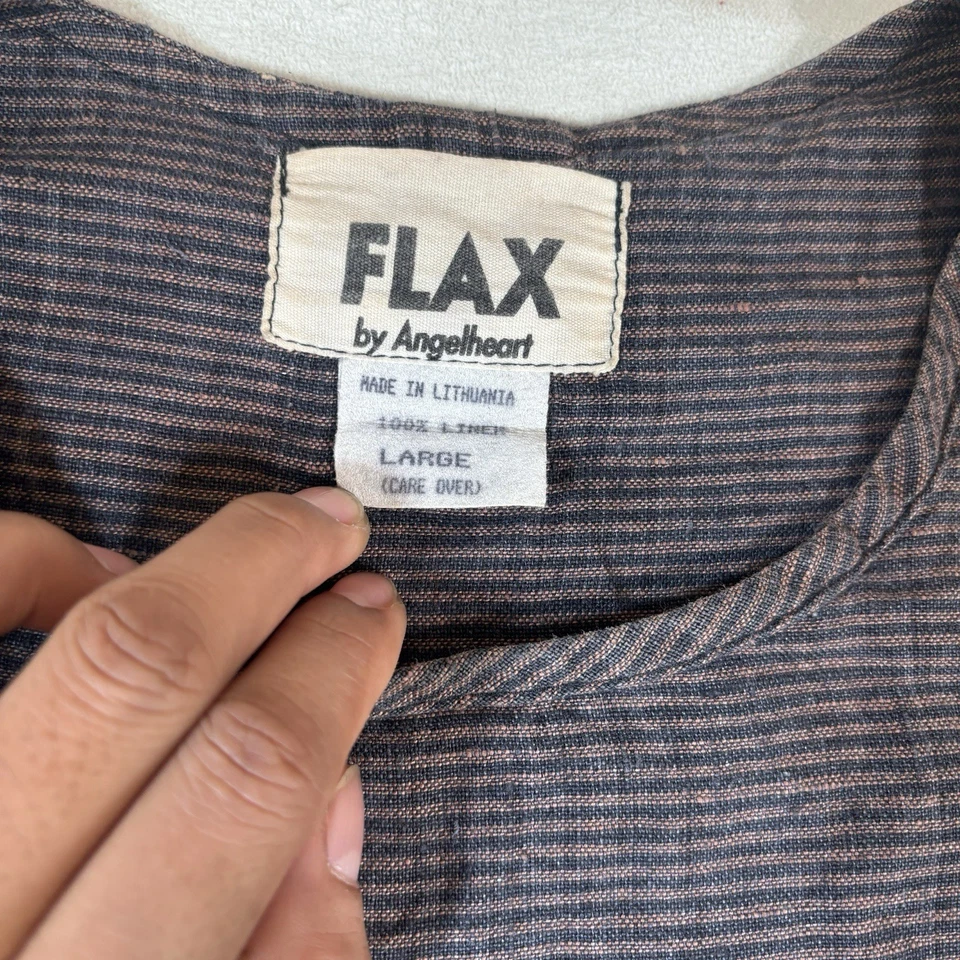 FLAX
by Angelheart
MADE IN LITHUANIA
100% LINEN
LARGE
(CARE OVER)